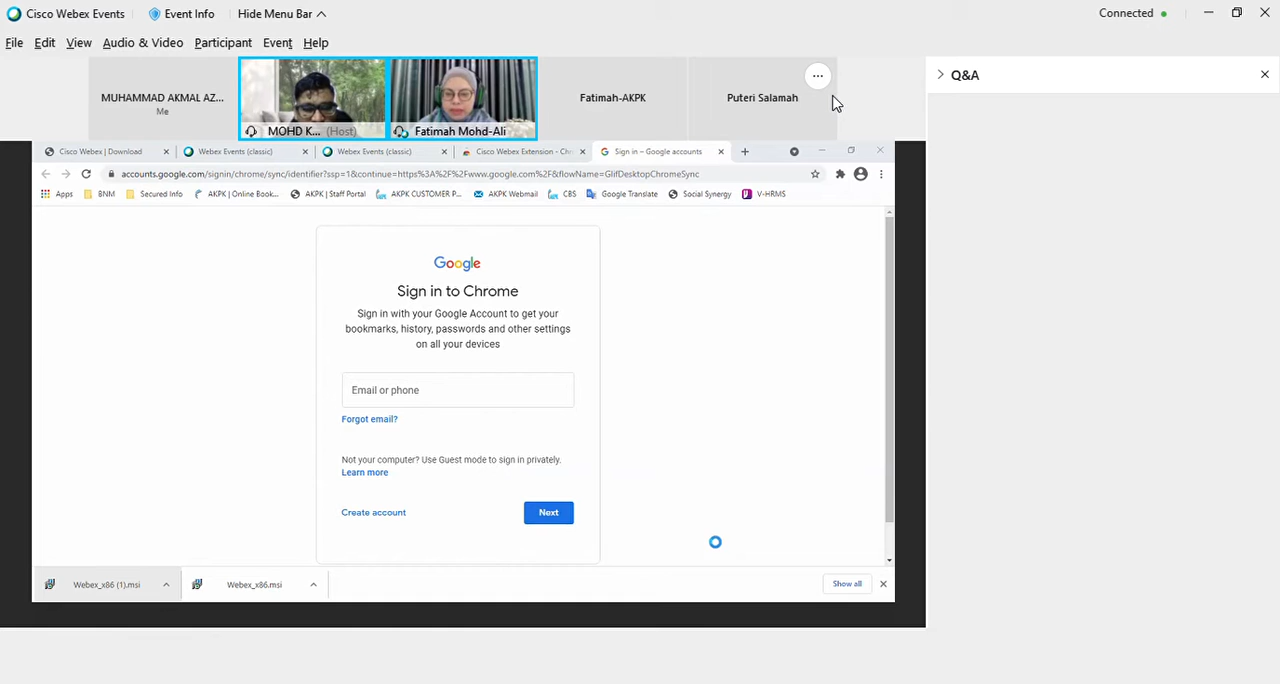 Cisco Webex Events Event Info Hide Menu Bar Connected
File Edit View Audio & Video Participant Event Help
MUHAMMAD AKMAL AZ...
Me
MOHD K... (Host)
Fatimah Mohd-Ali
Fatimah-AKPK
Puteri Salamah
Q&A
Cisco Webex | Download Webex Events (classic) Webex Events (classic) Cisco Webex Extension - Chr Sign in – Google accounts
accounts.google.com/signin/chrome/sync/identifier?ssp=1&continue=https%3A%2F%2Fwww.google.com%2F&flowName=GlifDesktopChromeSync
Apps BNM Secured Info AKPK | Online Book... AKPK | Staff Portal AKPK CUSTOMER P... AKPK Webmail CBS Google Translate Social Synergy V-HRMS
Google
Sign in to Chrome
Sign in with your Google Account to get your
bookmarks, history, passwords and other settings
on all your devices
Email or phone
Forgot email?
Not your computer? Use Guest mode to sign in privately.
Learn more
Create account Next
Webex_x86 (1).msi Webex_x86.msi Show all